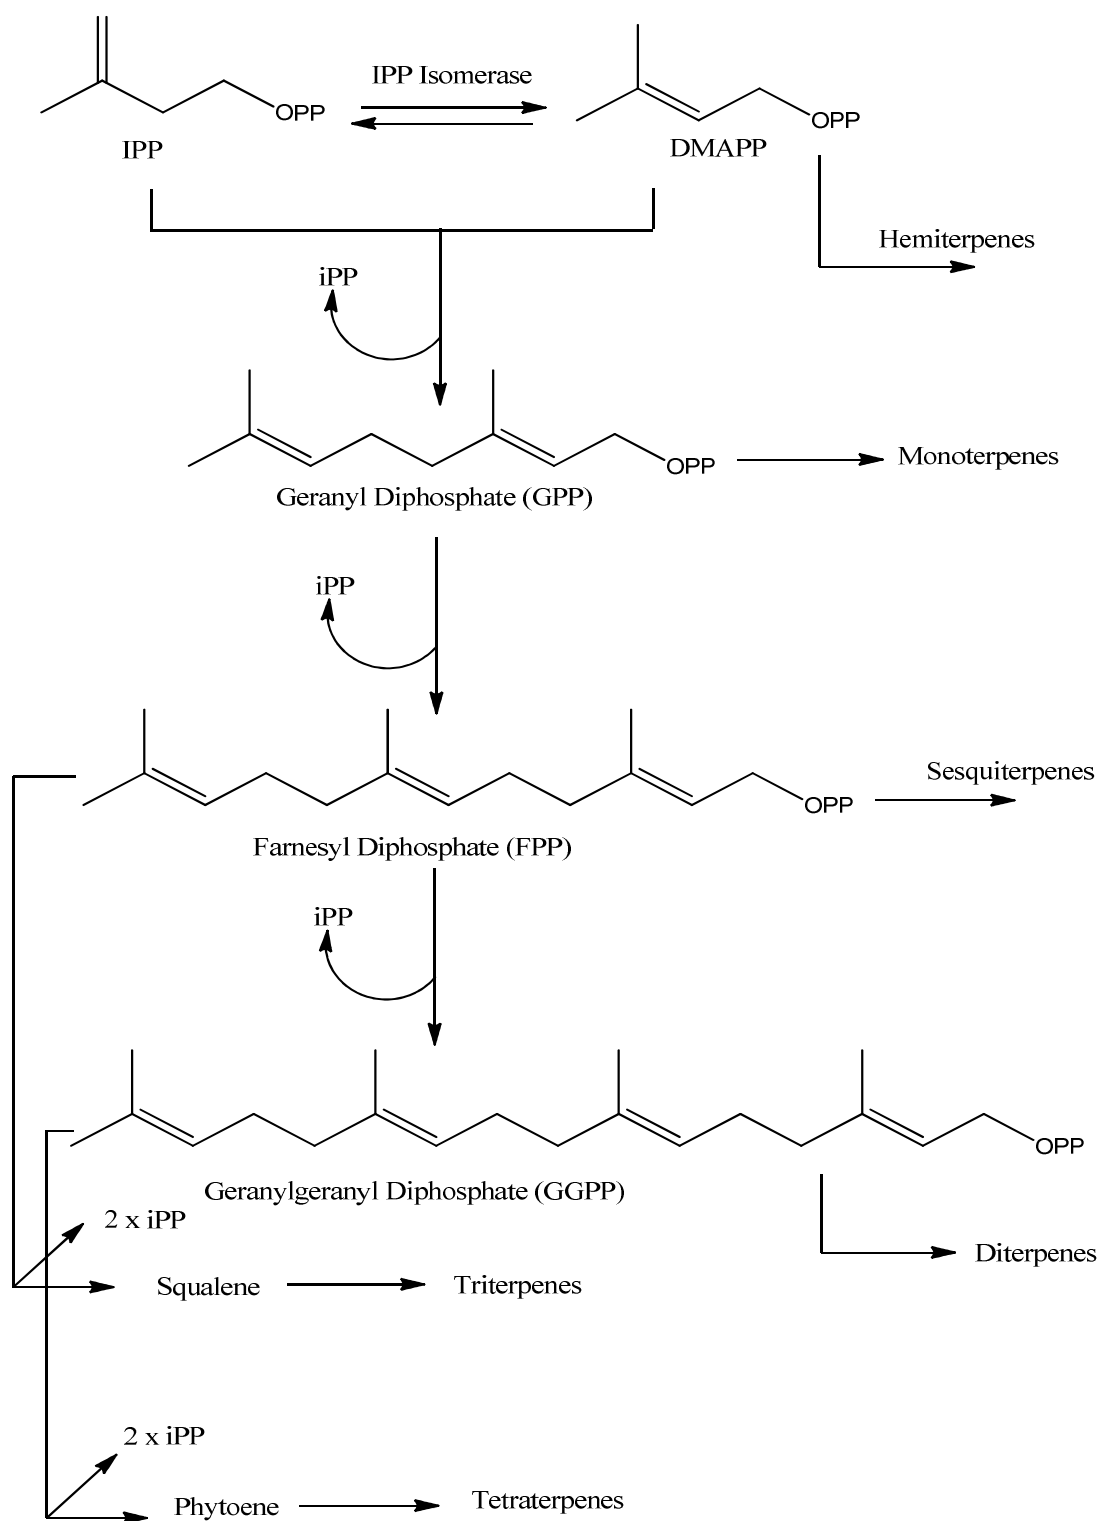 IPP Isomerase
OPP
OPP
IPP
DMAPP
Hemiterpenes
iPP
OPP
Monoterpenes
Geranyl Diphosphate (GPP)
iPP
Sesquiterpenes
OPP
Farnesyl Diphosphate (FPP)
iPP
OPP
Geranylgeranyl Diphosphate (GGPP)
2 x iPP
Diterpenes
Squalene
Triterpenes
2 x iPP
Phytoene
Tetraterpenes